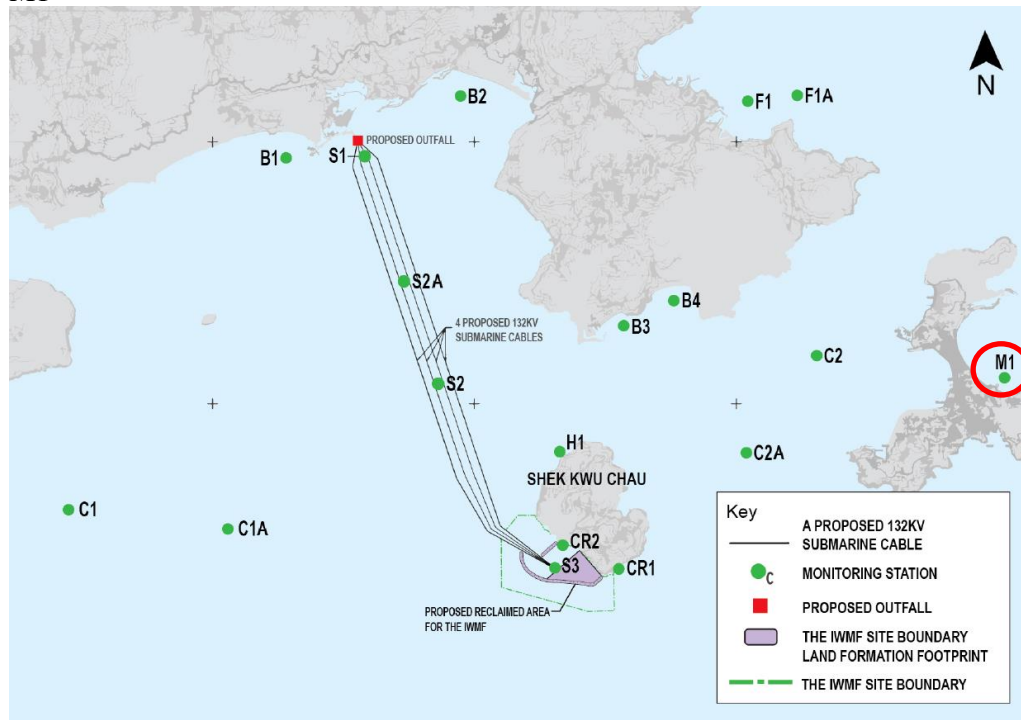 B2
F1
F1A
N
PROPOSED OUTFALL
B1
S1
S2A
B4
B3
4 PROPOSED 132KV
SUBMARINE CABLES
C2
M1
S2
H1
C2A
SHEK KWU CHAU
C1
C1A
CR2
S3
CR1
PROPOSED RECLAIMED AREA
FOR THE IWMF
Key
A PROPOSED 132KV
SUBMARINE CABLE
C
MONITORING STATION
PROPOSED OUTFALL
THE IWMF SITE BOUNDARY
LAND FORMATION FOOTPRINT
THE IWMF SITE BOUNDARY